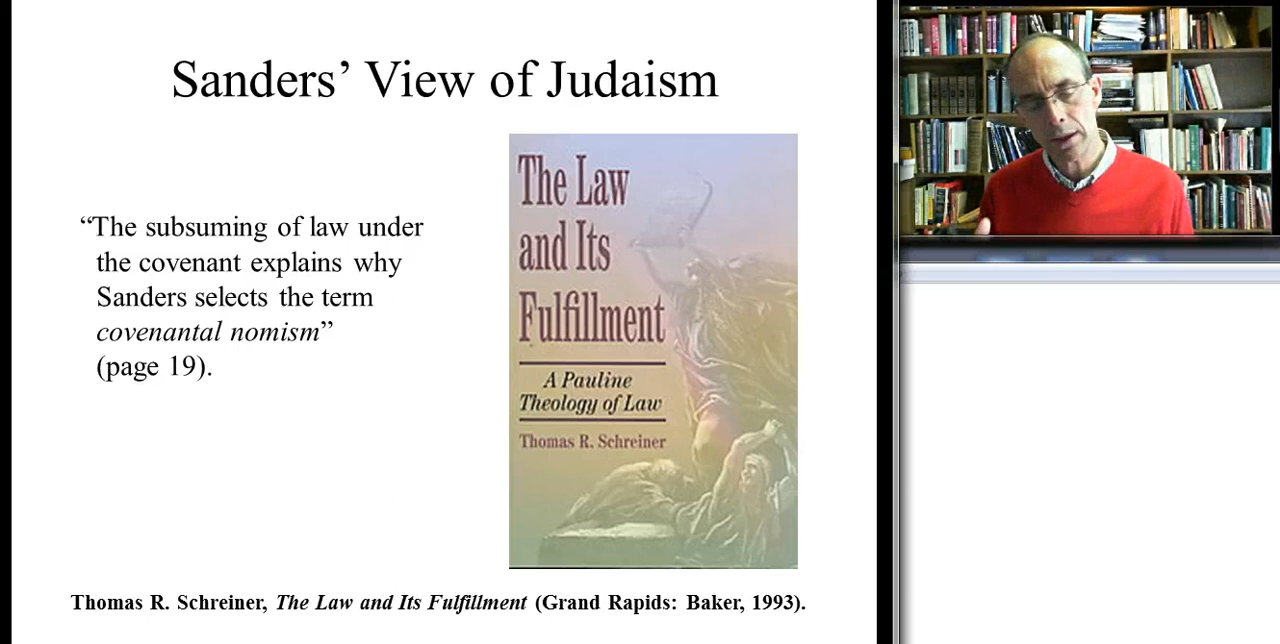 Sanders’ View of Judaism
“The subsuming of law under
the covenant explains why
Sanders selects the term
covenantal nomism”
(page 19).
The Law
and Its
Fulfillment
A Pauline
Theology of Law
Thomas R. Schreiner
Thomas R. Schreiner, The Law and Its Fulfillment (Grand Rapids: Baker, 1993).